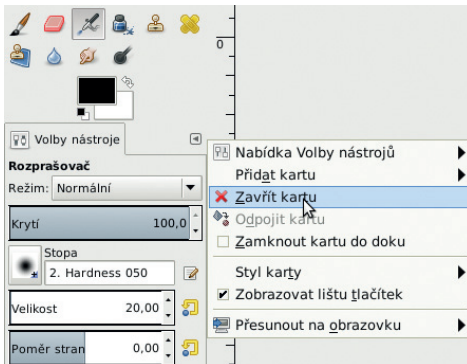 0
Volby nástroje
Rozprašovač
Režim: Normální
Krytí 100,0
Stopa
2. Hardness 050
Velikost 20,00
Poměr stran 0,00
Nabídka Volby nástrojů
Přidat kartu
Zavřít kartu
Odpojit kartu
Zamknout kartu do doku
Styl karty
Zobrazovat lištu tlačítek
Přesunout na obrazovku